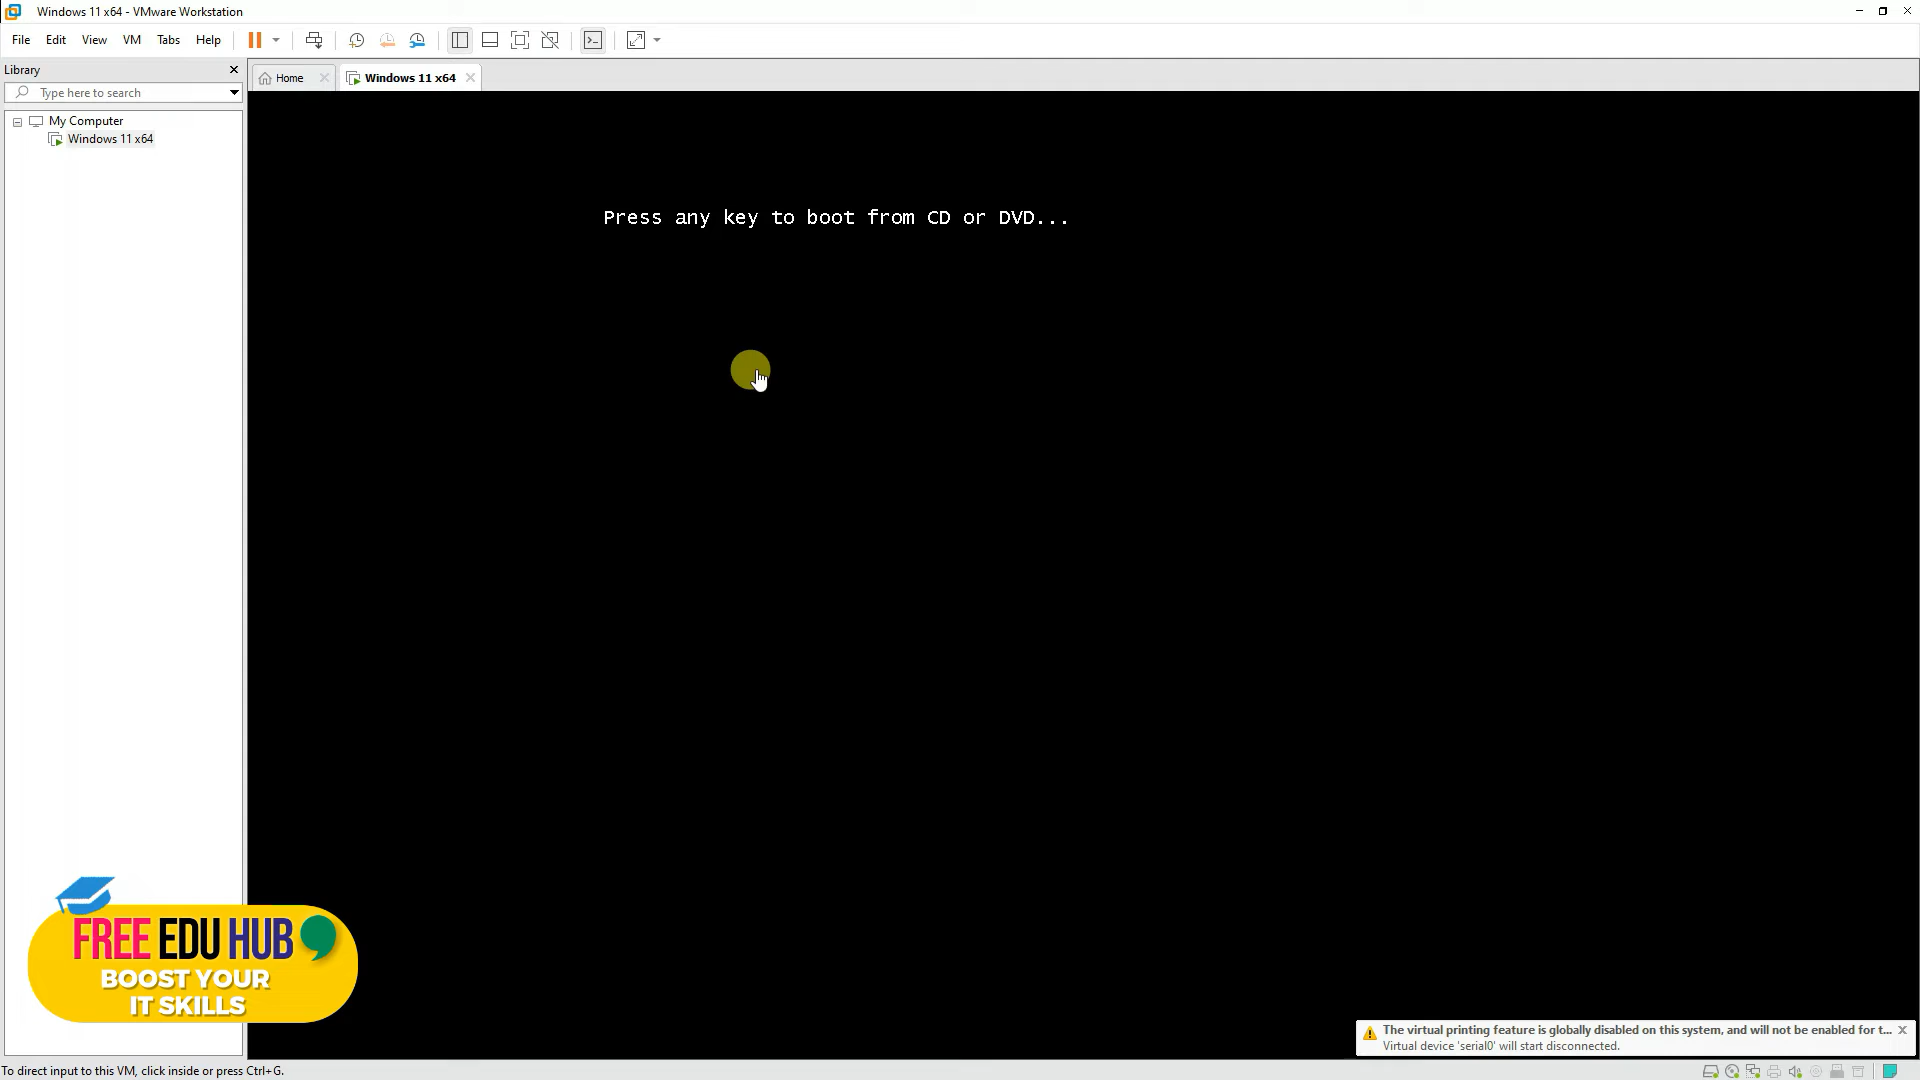 Windows 11 x64 - VMware Workstation
File Edit View VM Tabs Help
Library
Type here to search
My Computer
Windows 11 x64
Home
Windows 11 x64
Press any key to boot from CD or DVD...
FREE EDU HUB
BOOST YOUR
IT SKILLS
The virtual printing feature is globally disabled on this system, and will not be enabled for t...
Virtual device 'serial0' will start disconnected.
To direct input to this VM, click inside or press Ctrl+G.